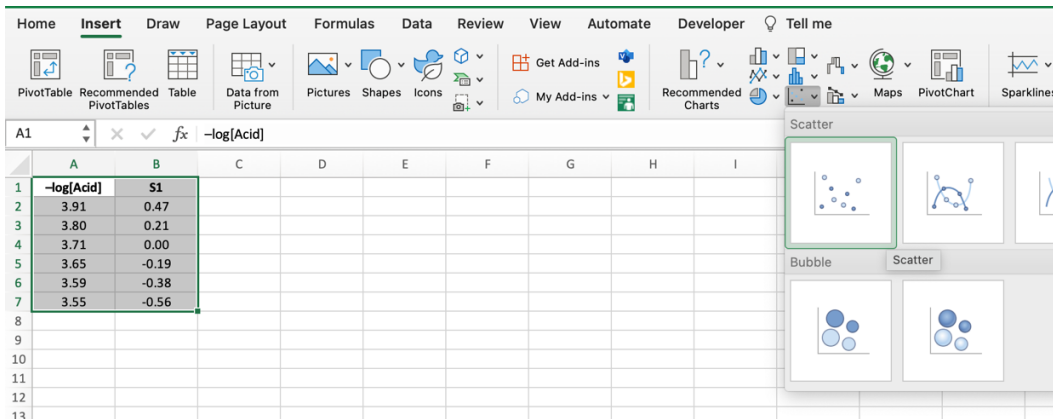 Home Insert Draw Page Layout Formulas Data Review View Automate Developer Tell me
Get Add-ins
My Add-ins
PivotTable Recommended PivotTables Table Data from Picture Pictures Shapes Icons Recommended Charts Maps PivotChart Sparklines
A1 fx –log[Acid]
Scatter
A B C D E F G H I
1 –log[Acid] S1
2 3.91 0.47
3 3.80 0.21
4 3.71 0.00
5 3.65 -0.19
Bubble
Scatter
6 3.59 -0.38
7 3.55 -0.56
8
9
10
11
12
13